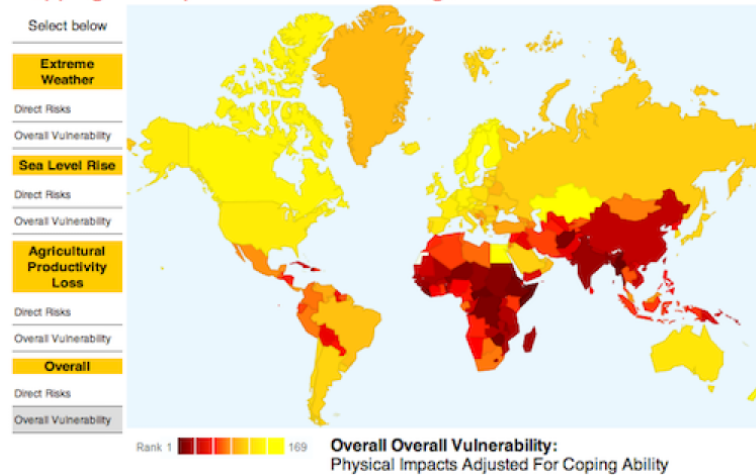 Select below
Extreme
Weather
Direct Risks
Overall Vulnerability
Sea Level Rise
Direct Risks
Overall Vulnerability
Agricultural
Productivity
Loss
Direct Risks
Overall Vulnerability
Overall
Direct Risks
Overall Vulnerability
Rank 1 169
Overall Overall Vulnerability:
Physical Impacts Adjusted For Coping Ability